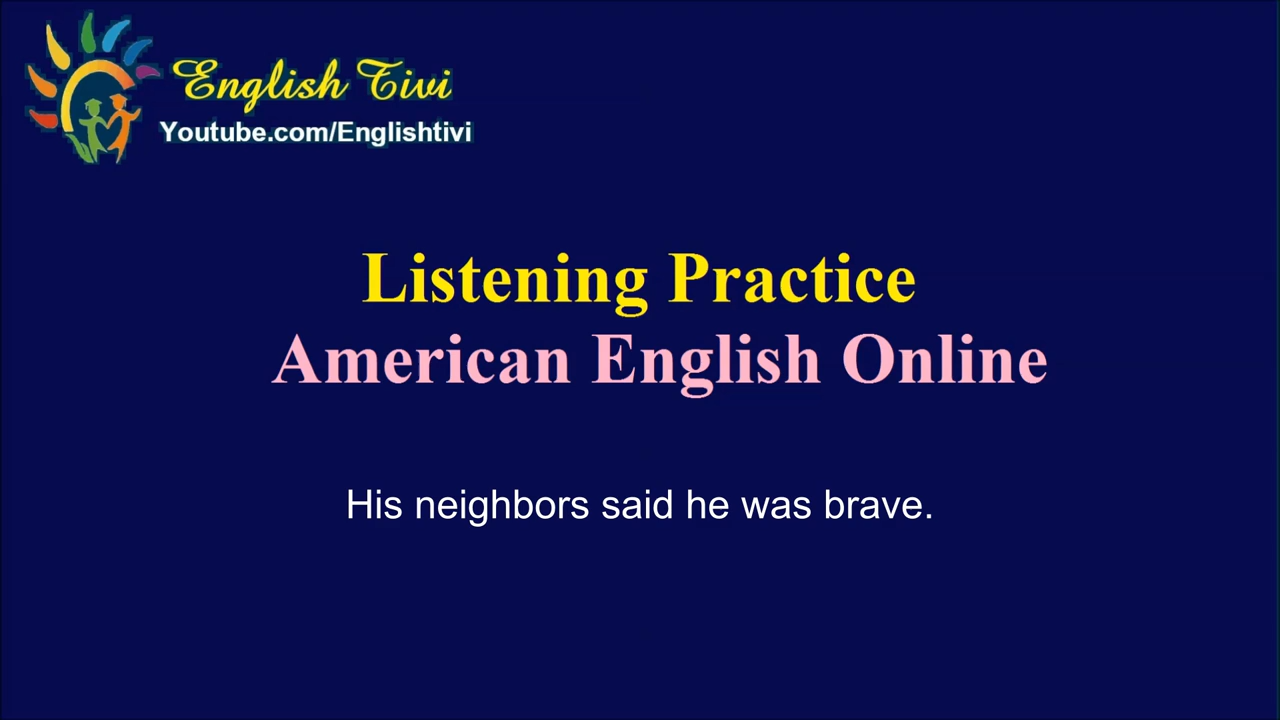 English Tivi
Youtube.com/Englishtivi
Listening Practice
American English Online
His neighbors said he was brave.